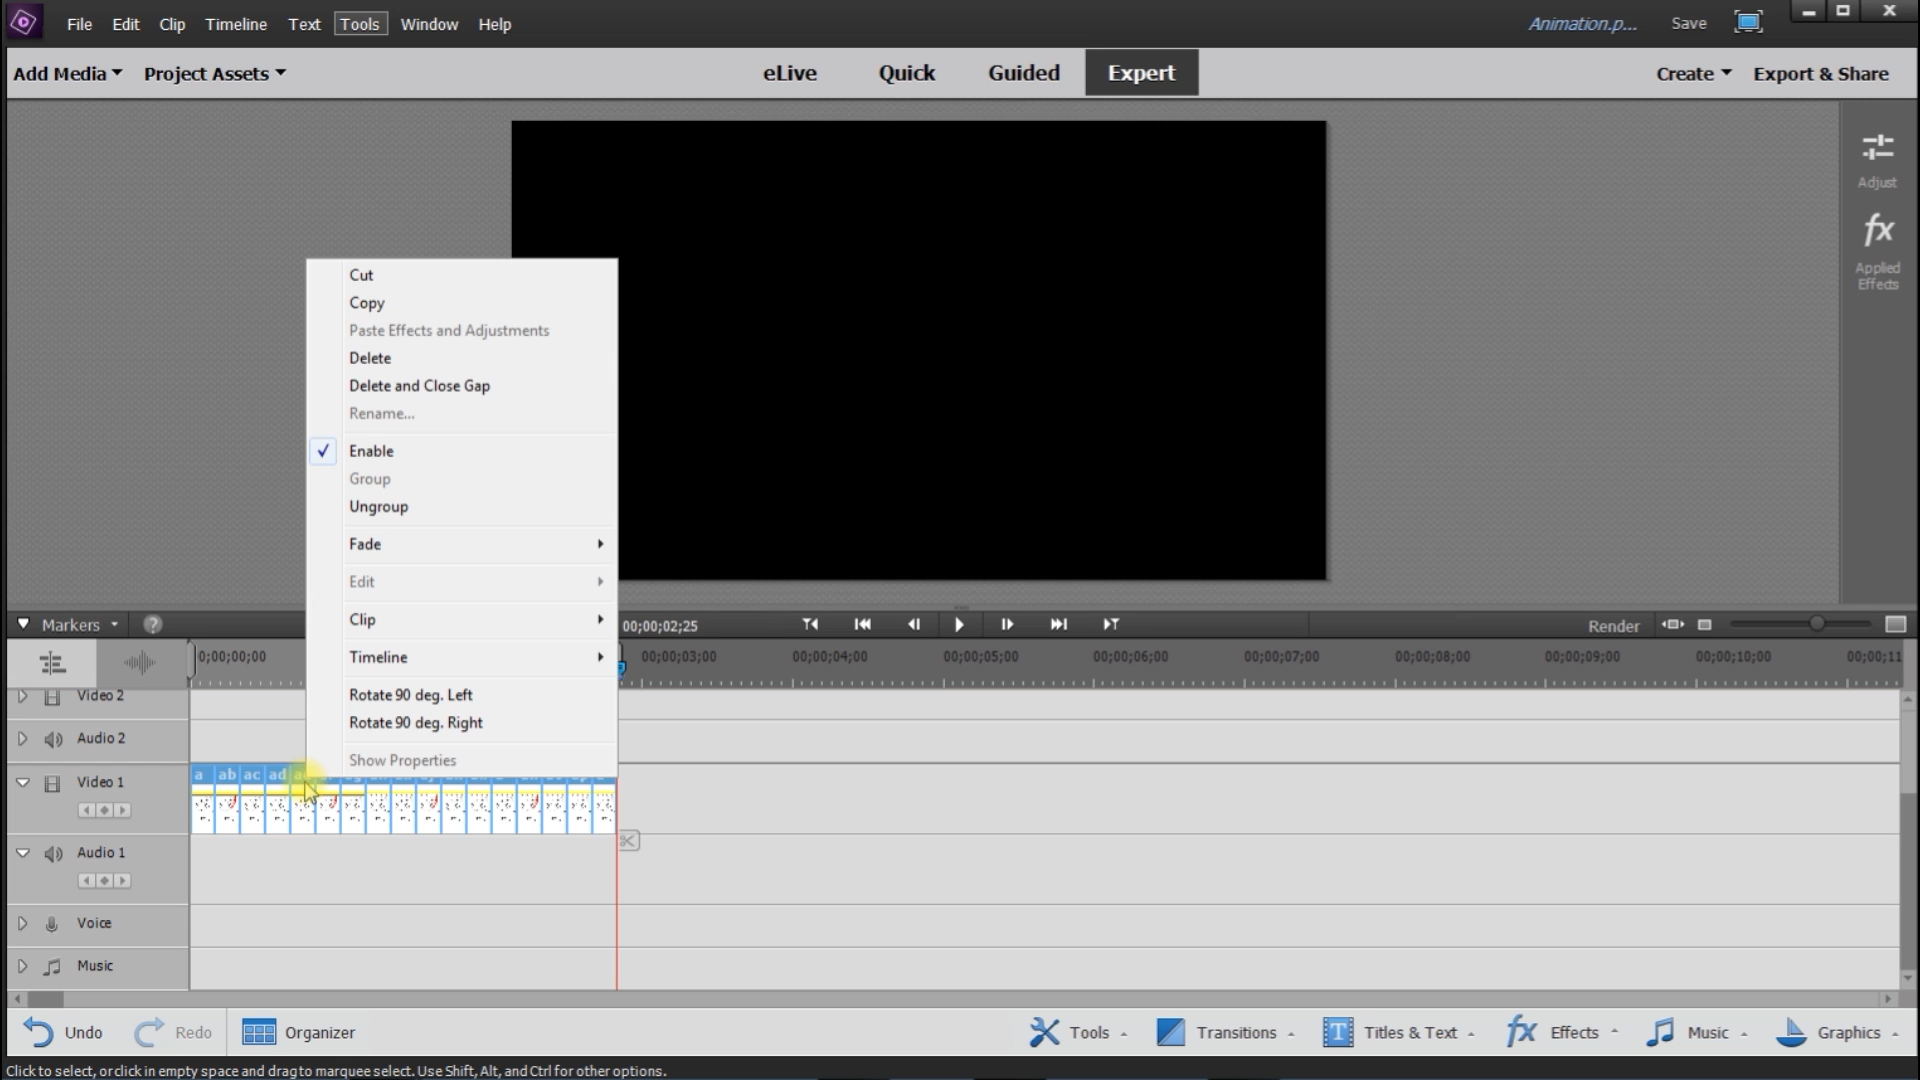 File Edit Clip Timeline Text Tools Window Help Animation.p... Save
Add Media Project Assets eLive Quick Guided Expert Create Export & Share
Adjust
fx
Applied
Effects
Cut
Copy
Paste Effects and Adjustments
Delete
Delete and Close Gap
Rename...
Enable
Group
Ungroup
Fade
Edit
Clip
Timeline
Rotate 90 deg. Left
Rotate 90 deg. Right
Show Properties
Markers ? 00;00;02;25 Render
0;00;00;00 00;00;03;00 00;00;04;00 00;00;05;00 00;00;06;00 00;00;07;00 00;00;08;00 00;00;09;00 00;00;10;00 00;00;11
Video 2
Audio 2
Video 1
a ab ac ad
Audio 1
Voice
Music
Undo Redo Organizer Tools Transitions T Titles & Text fx Effects Music Graphics
Click to select, or click in empty space and drag to marquee select. Use Shift, Alt, and Ctrl for other options.